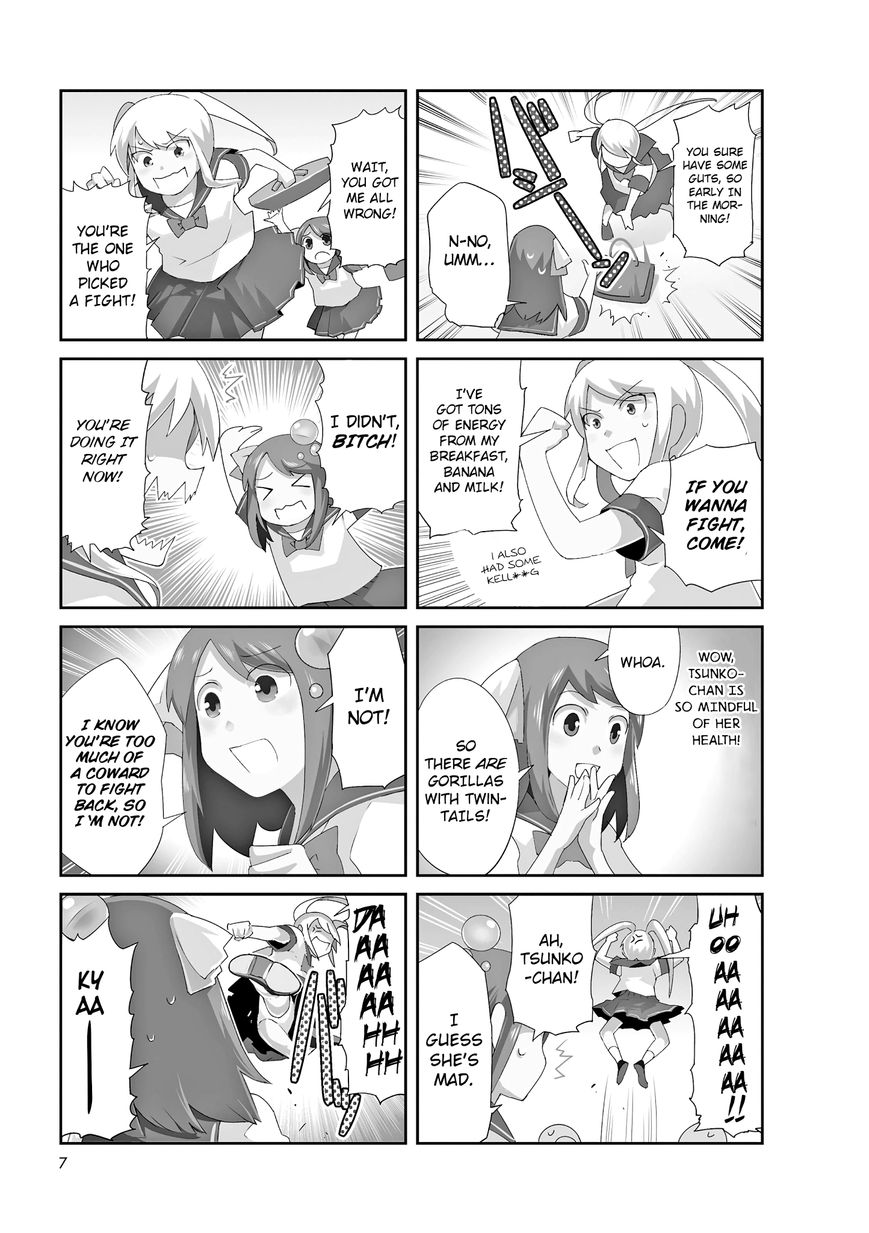 YOU SURE
HAVE SOME
GUTS, SO
EARLY IN
THE MOR-
NING!
N-NO,
UMM...
I'VE
GOT TONS
OF ENERGY
FROM MY
BREAKFAST,
BANANA
AND MILK!
IF YOU
WANNA
FIGHT,
COME!
I ALSO
HAD SOME
KELL**G
WOW,
TSUNKO-
CHAN IS
SO MINDFUL
OF HER
HEALTH!
WHOA.
SO
THERE ARE
GORILLAS
WITH TWIN-
TAILS!
UH
OO
AA
AA
AA
AA
AA
!!
AH,
TSUNKO
-CHAN!
I
GUESS
SHE'S
MAD.
WAIT,
YOU GOT
ME ALL
WRONG!
YOU'RE
THE ONE
WHO
PICKED
A FIGHT!
I DIDN'T,
BITCH!
YOU'RE
DOING IT
RIGHT
NOW!
I'M
NOT!
I KNOW
YOU'RE TOO
MUCH OF
A COWARD
TO FIGHT
BACK, SO
I'M NOT!
DA
AA
AA
AA
HH
HH
KY
AA
—
7